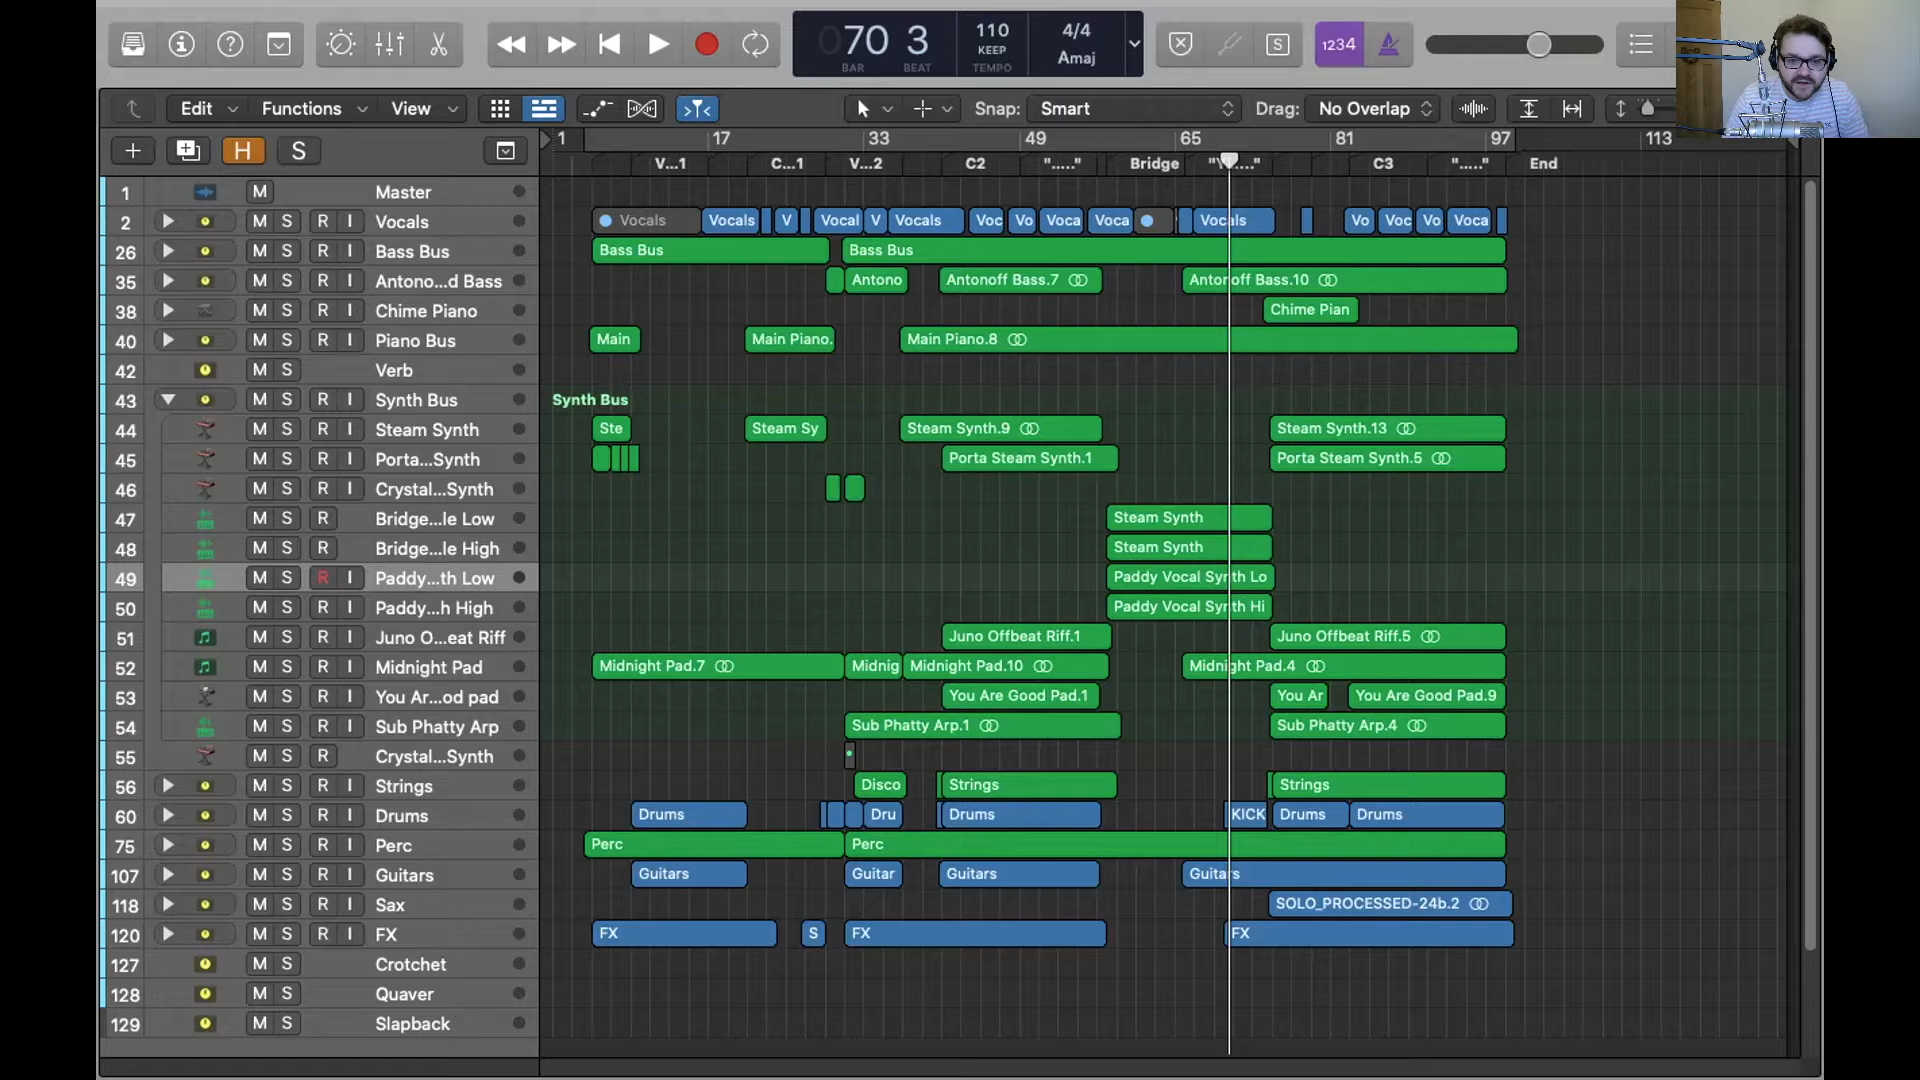 070 3
BAR BEAT
110
KEEP
TEMPO
4/4
Amaj
S
1234
Edit Functions View Snap: Smart Drag: No Overlap
H S
1 17 33 49 65 81 97 113
V...1 C...1 V...2 C2 "....." Bridge C3 "....." End
1 M Master
2 M S R I Vocals Vocals Vocals V Vocal V Vocals Voc Vo Voca Voca Vocals Vo Voc Vo Voca
26 M S R I Bass Bus Bass Bus Bass Bus
35 M S R I Antono...d Bass Antono Antonoff Bass.7 Antonoff Bass.10
38 M S R I Chime Piano Chime Pian
40 M S R I Piano Bus Main Main Piano. Main Piano.8
42 M S Verb
43 M S R I Synth Bus Synth Bus
44 M S R I Steam Synth Ste Steam Sy Steam Synth.9 Steam Synth.13
45 M S R I Porta...Synth Porta Steam Synth.1 Porta Steam Synth.5
46 M S R I Crystal...Synth
47 M S R Bridge...le Low Steam Synth
48 M S R Bridge...le High Steam Synth
49 M S R I Paddy...th Low Paddy Vocal Synth Lo
50 M S R I Paddy...h High Paddy Vocal Synth Hi
51 M S R I Juno O...eat Riff Juno Offbeat Riff.1 Juno Offbeat Riff.5
52 M S R I Midnight Pad Midnight Pad.7 Midnig Midnight Pad.10 Midnight Pad.4
53 M S R I You Ar...od pad You Are Good Pad.1 You Ar You Are Good Pad.9
54 M S R I Sub Phatty Arp Sub Phatty Arp.1 Sub Phatty Arp.4
55 M S R Crystal...Synth
56 M S R I Strings Disco Strings Strings
60 M S R I Drums Drums Dru Drums KICK Drums Drums
75 M S R I Perc Perc Perc
107 M S R I Guitars Guitars Guitar Guitars Guitars
118 M S R I Sax SOLO_PROCESSED-24b.2
120 M S R I FX FX S FX FX
127 M S Crotchet
128 M S Quaver
129 M S Slapback